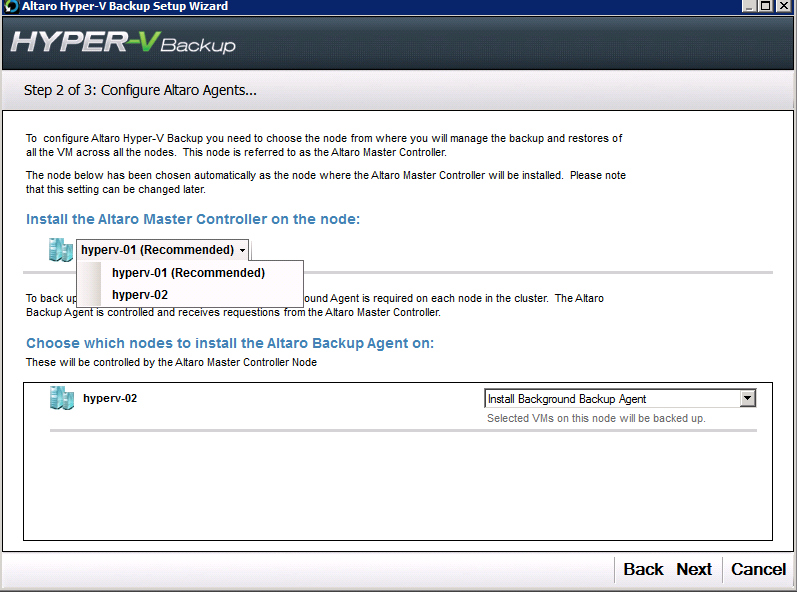 Altaro Hyper-V Backup Setup Wizard
HYPER-V Backup
Step 2 of 3: Configure Altaro Agents...
To configure Altaro Hyper-V Backup you need to choose the node from where you will manage the backup and restores of
all the VM across all the nodes. This node is referred to as the Altaro Master Controller.
The node below has been chosen automatically as the node where the Altaro Master Controller will be installed. Please note
that this setting can be changed later.
Install the Altaro Master Controller on the node:
hyperv-01 (Recommended)
hyperv-01 (Recommended)
hyperv-02
To back up ound Agent is required on each node in the cluster. The Altaro
Backup Agent is controlled and receives requestions from the Altaro Master Controller.
Choose which nodes to install the Altaro Backup Agent on:
These will be controlled by the Altaro Master Controller Node
hyperv-02
Install Background Backup Agent
Selected VMs on this node will be backed up.
Back Next Cancel